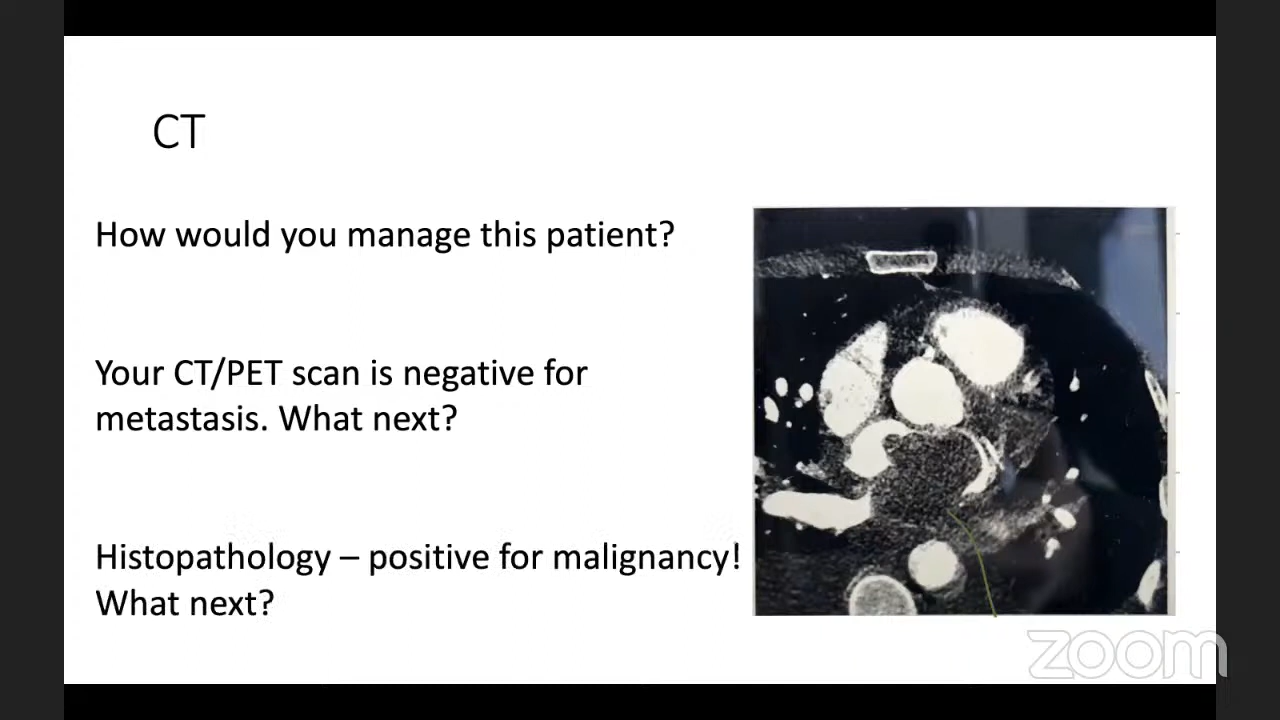 CT
How would you manage this patient?
Your CT/PET scan is negative for
metastasis. What next?
Histopathology – positive for malignancy!
What next?
zoom